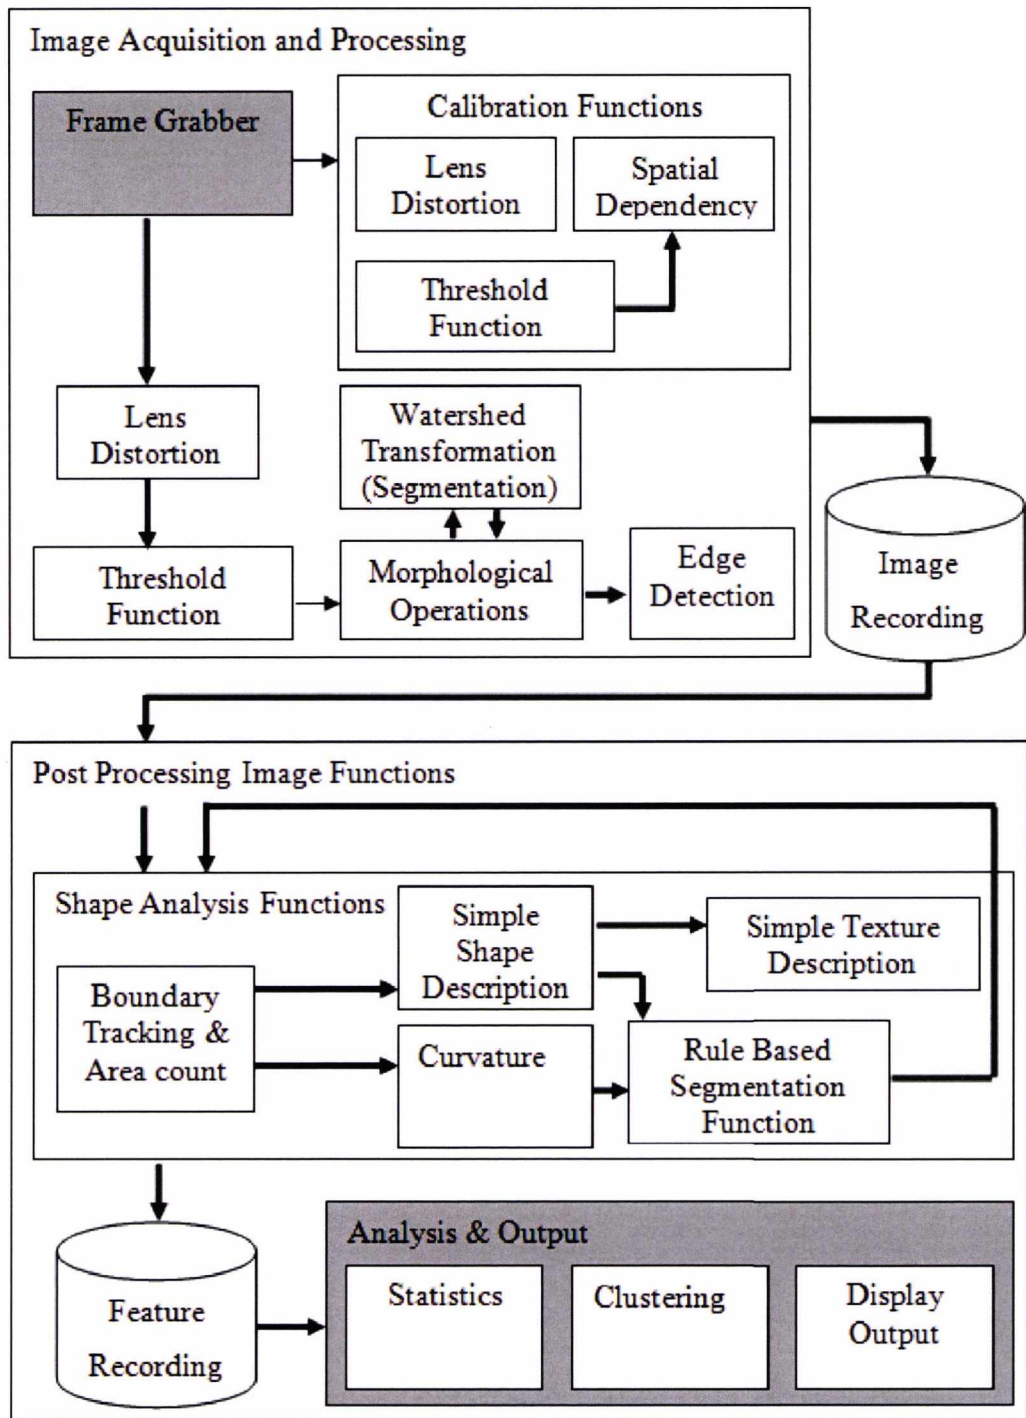 Image Acquisition and Processing
Frame Grabber
Calibration Functions
Lens
Distortion
Spatial
Dependency
Threshold
Function
Lens
Distortion
Watershed
Transformation
(Segmentation)
Threshold
Function
Morphological
Operations
Edge
Detection
Image
Recording
Post Processing Image Functions
Shape Analysis Functions
Boundary
Tracking &
Area count
Simple
Shape
Description
Simple Texture
Description
Curvature
Rule Based
Segmentation
Function
Feature
Recording
Analysis & Output
Statistics
Clustering
Display
Output